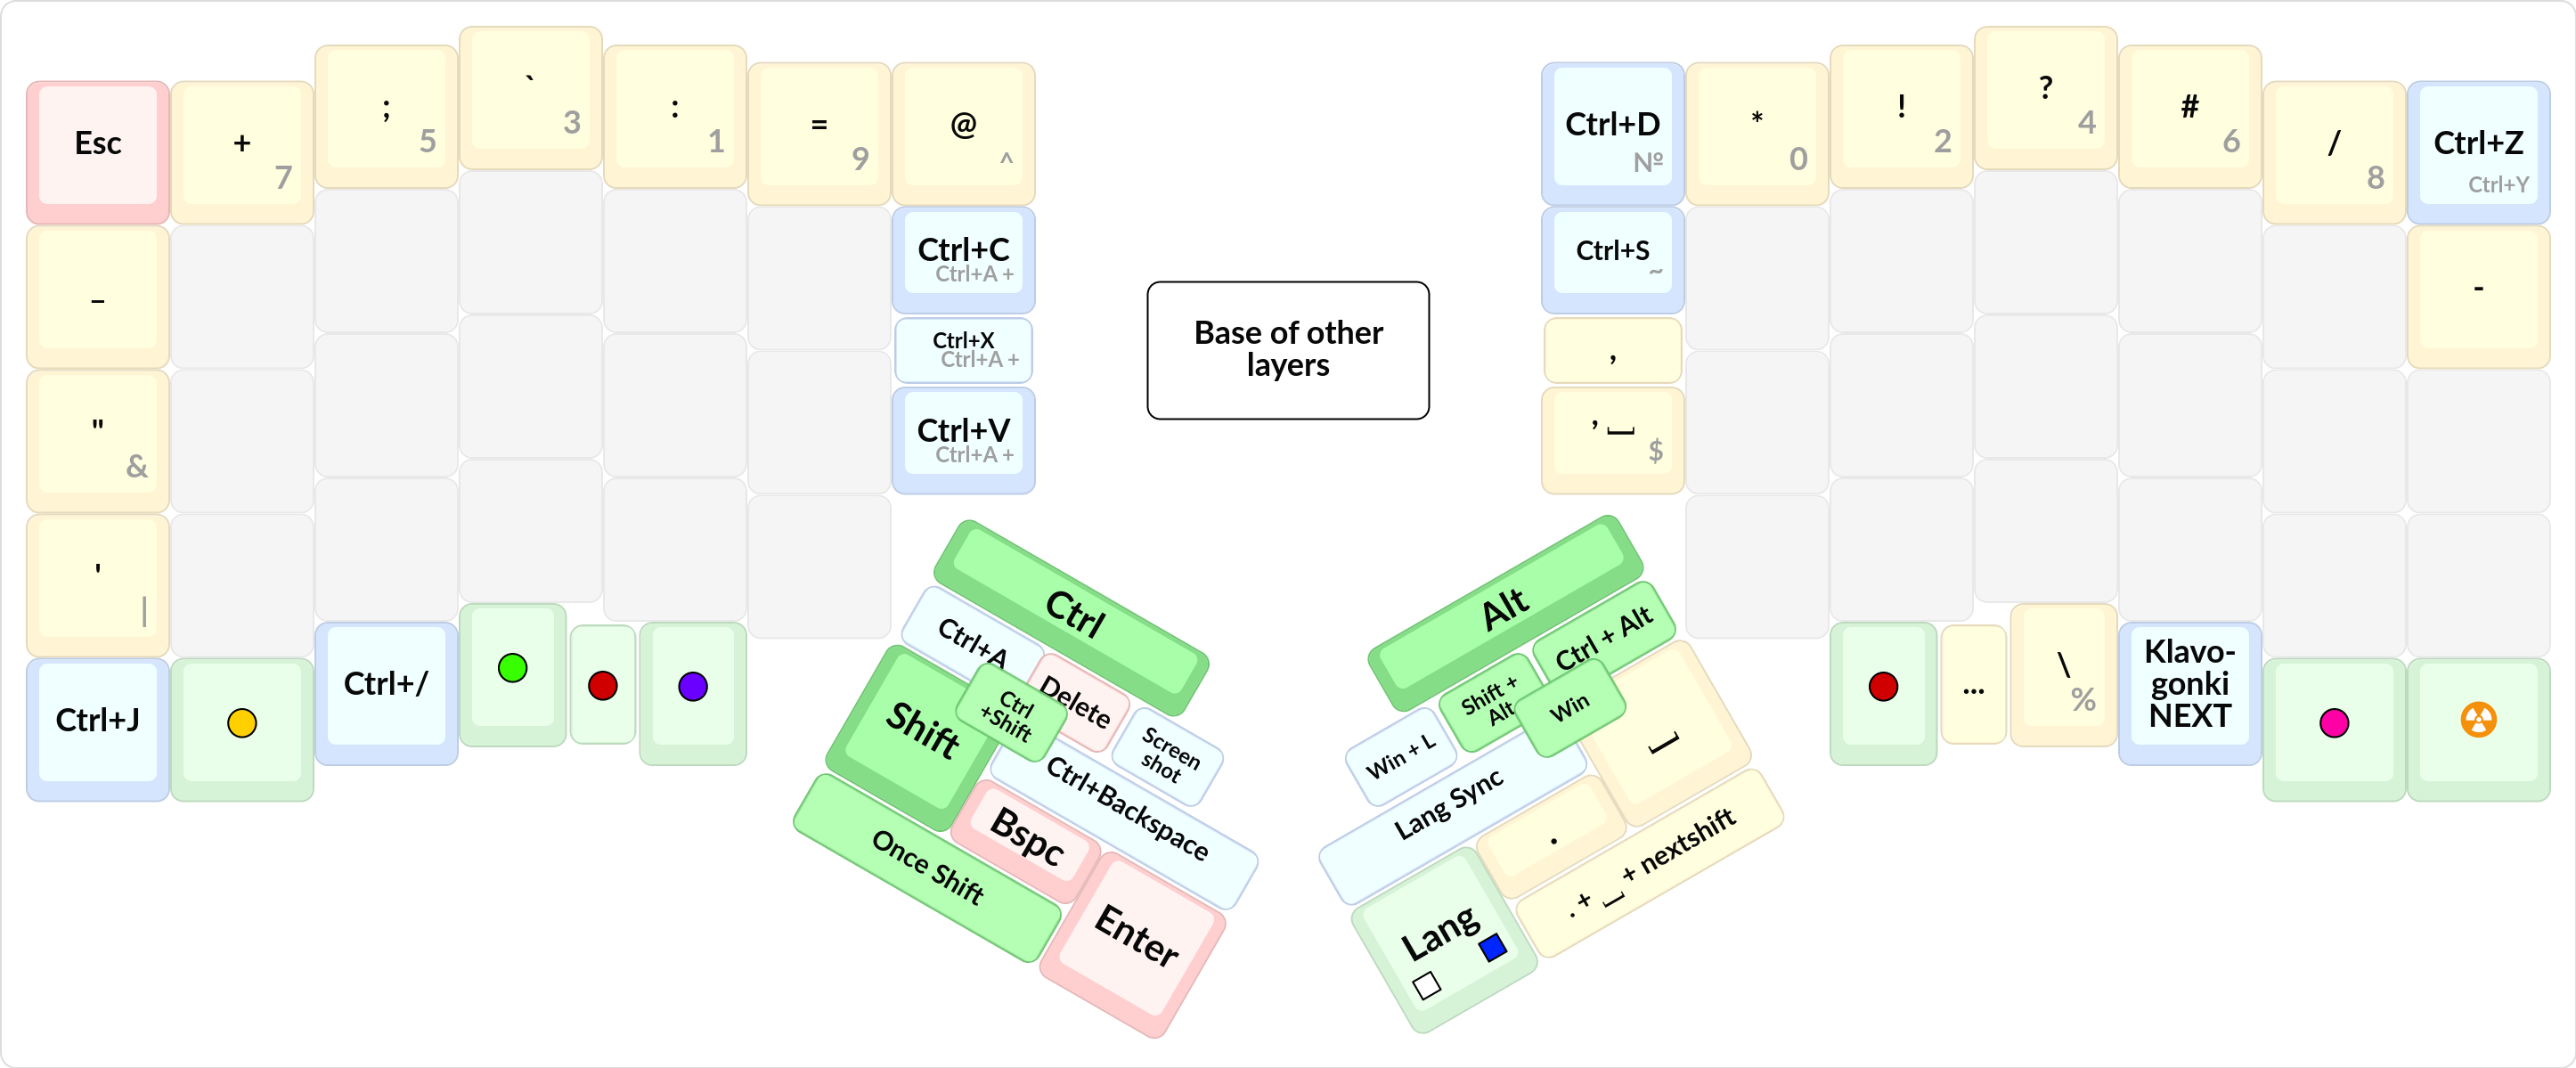 Esc
+
7
;
5
`
3
:
1
=
9
@
^
Ctrl+D
Nº
*
0
!
2
?
4
#
6
/
8
Ctrl+Z
Ctrl+Y
–
Ctrl+C
Ctrl+A +
Ctrl+X
Ctrl+A +
Ctrl+V
Ctrl+A +
Base of other
layers
Ctrl+S
~
,
, ⎵
$
-
"
&
'
|
Ctrl+J
Ctrl+/
Ctrl
Ctrl+A
Delete
Screen
shot
Shift
Ctrl
+Shift
Ctrl+Backspace
Bspc
Once Shift
Enter
Alt
Ctrl + Alt
Shift +
Alt
Win
Win + L
Lang Sync
⎵
.
. + ⎵ + nextshift
Lang
...
\
%
Klavo-
gonki
NEXT